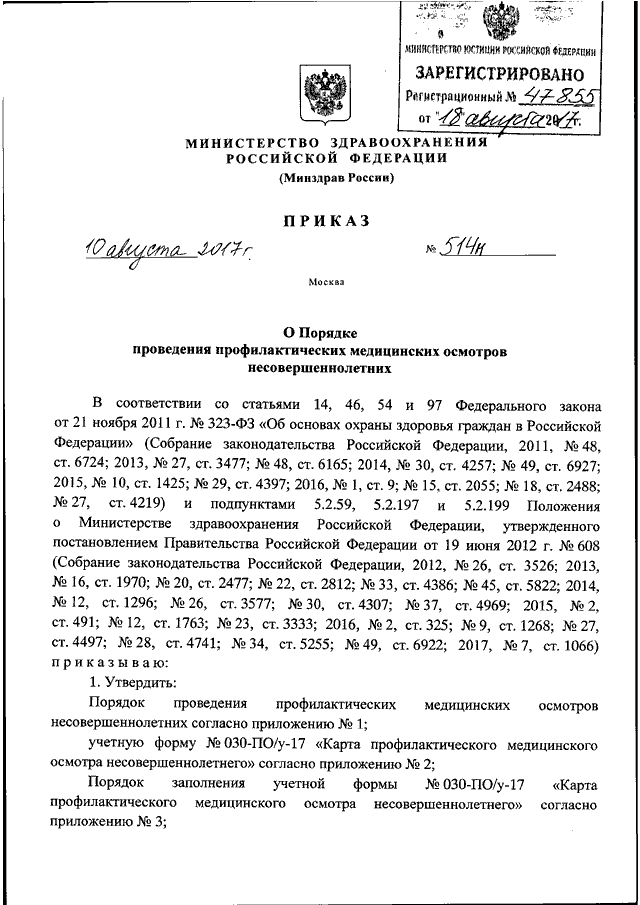 МИНИСТЕРСТВО ЮСТИЦИИ РОССИЙСКОЙ ФЕДЕРАЦИИ
ЗАРЕГИСТРИРОВАНО
Регистрационный № 47855
от "18" августа 2017г.
МИНИСТЕРСТВО ЗДРАВООХРАНЕНИЯ
РОССИЙСКОЙ ФЕДЕРАЦИИ
(Минздрав России)
ПРИКАЗ
10 августа 2017г. № 514н
Москва
О Порядке
проведения профилактических медицинских осмотров
несовершеннолетних
В соответствии со статьями 14, 46, 54 и 97 Федерального закона
от 21 ноября 2011 г. № 323-ФЗ «Об основах охраны здоровья граждан в Российской
Федерации» (Собрание законодательства Российской Федерации, 2011, № 48,
ст. 6724; 2013, № 27, ст. 3477; № 48, ст. 6165; 2014, № 30, ст. 4257; № 49, ст. 6927;
2015, № 10, ст. 1425; № 29, ст. 4397; 2016, № 1, ст. 9; № 15, ст. 2055; № 18, ст. 2488;
№ 27, ст. 4219) и подпунктами 5.2.59, 5.2.197 и 5.2.199 Положения
о Министерстве здравоохранения Российской Федерации, утвержденного
постановлением Правительства Российской Федерации от 19 июня 2012 г. № 608
(Собрание законодательства Российской Федерации, 2012, № 26, ст. 3526; 2013,
№ 16, ст. 1970; № 20, ст. 2477; № 22, ст. 2812; № 33, ст. 4386; № 45, ст. 5822; 2014,
№ 12, ст. 1296; № 26, ст. 3577; № 30, ст. 4307; № 37, ст. 4969; 2015, № 2,
ст. 491; № 12, ст. 1763; № 23, ст. 3333; 2016, № 2, ст. 325; № 9, ст. 1268; № 27,
ст. 4497; № 28, ст. 4741; № 34, ст. 5255; № 49, ст. 6922; 2017, № 7, ст. 1066)
приказываю:
1. Утвердить:
Порядок проведения профилактических медицинских осмотров
несовершеннолетних согласно приложению № 1;
учетную форму № 030-ПО/у-17 «Карта профилактического медицинского
осмотра несовершеннолетнего» согласно приложению № 2;
Порядок заполнения учетной формы № 030-ПО/у-17 «Карта
профилактического медицинского осмотра несовершеннолетнего» согласно
приложению № 3;